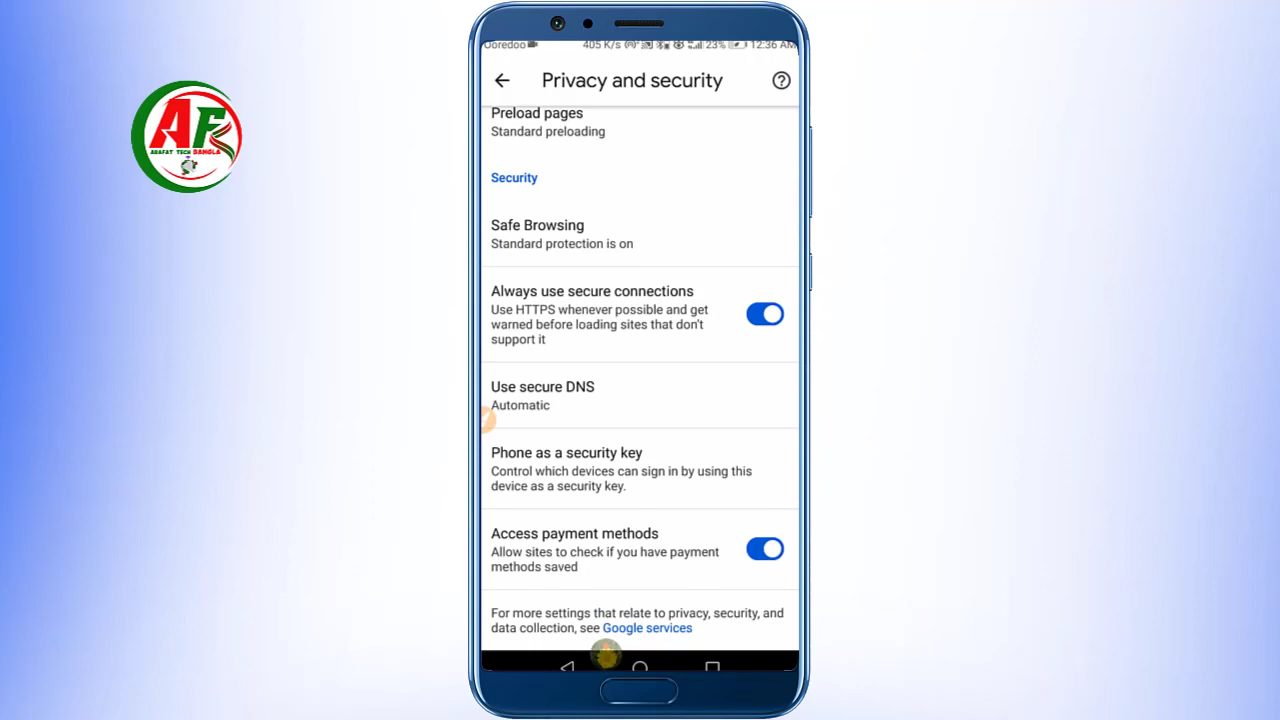 Ooredoo
405 K/s
23%
12:36 AM
Privacy and security
AF
ARAFAT TECH BANGLA
Preload pages
Standard preloading
Security
Safe Browsing
Standard protection is on
Always use secure connections
Use HTTPS whenever possible and get
warned before loading sites that don't
support it
Use secure DNS
Automatic
Phone as a security key
Control which devices can sign in by using this
device as a security key.
Access payment methods
Allow sites to check if you have payment
methods saved
For more settings that relate to privacy, security, and
data collection, see Google services